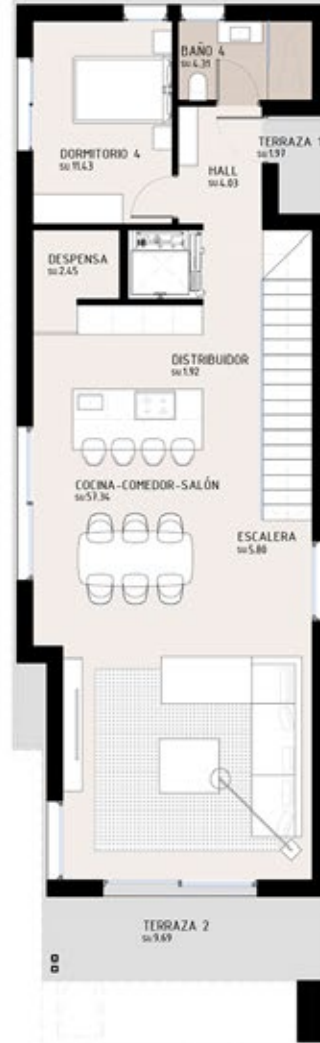 BAÑO 4
su:4.31
DORMITORIO 4
su:11.43
TERRAZA 1
su:1.97
HALL
su:4.03
DESPENSA
su:2.45
DISTRIBUIDOR
su:1.92
COCINA-COMEDOR-SALÓN
su:57.34
ESCALERA
su:5.80
TERRAZA 2
su:9.69